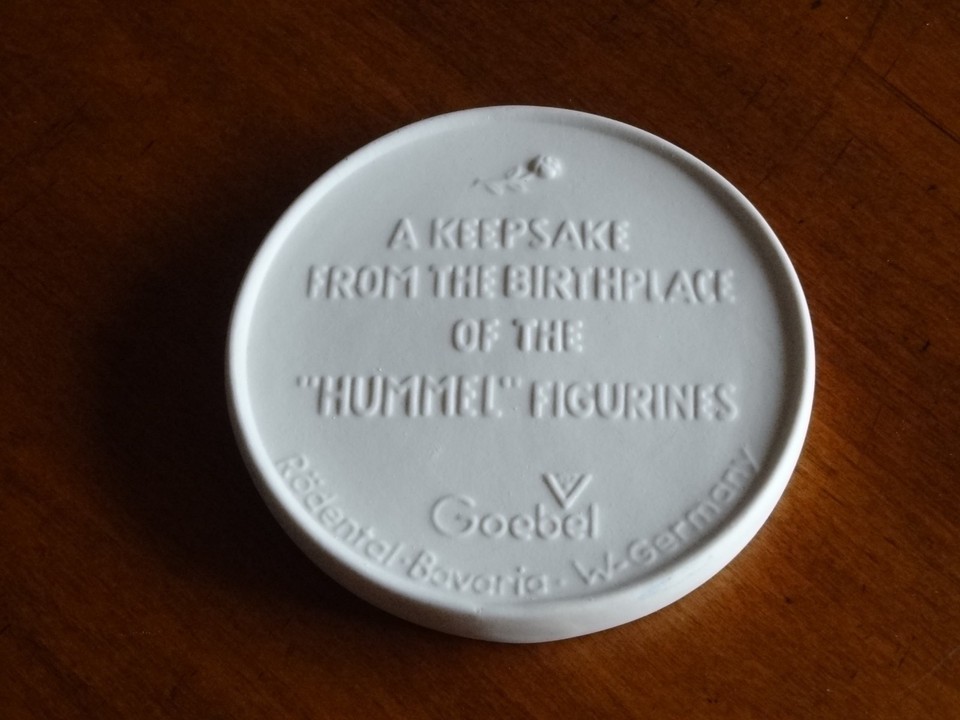 A KEEPSAKE
FROM THE BIRTHPLACE
OF THE
"HUMMEL" FIGURINES
Goebel
Rödental · Bavaria · W-Germany